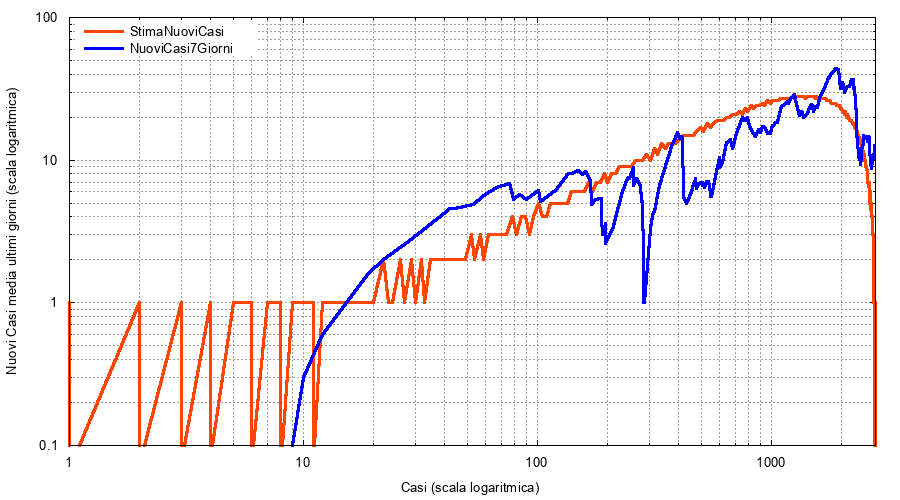 100
StimaNuoviCasi
NuoviCasi7Giorni
10
1
0.1
Nuovi Casi media ultimi giorni (scala logaritmica)
1
10
100
1000
Casi (scala logaritmica)